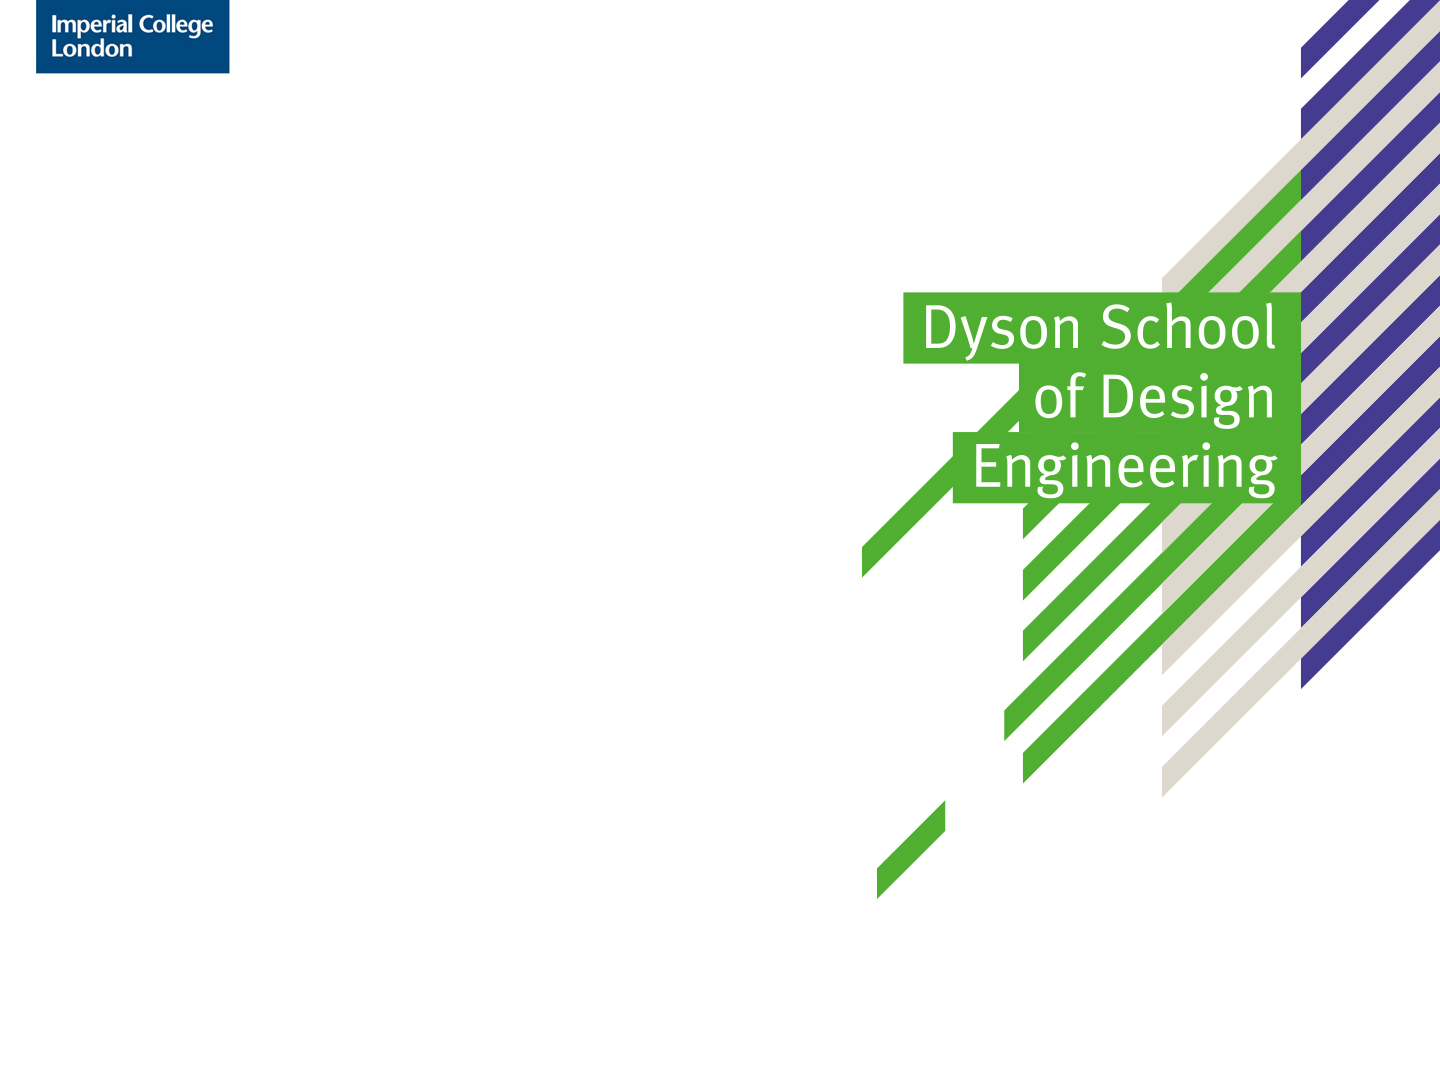 Imperial College
London
Dyson School
of Design
Engineering